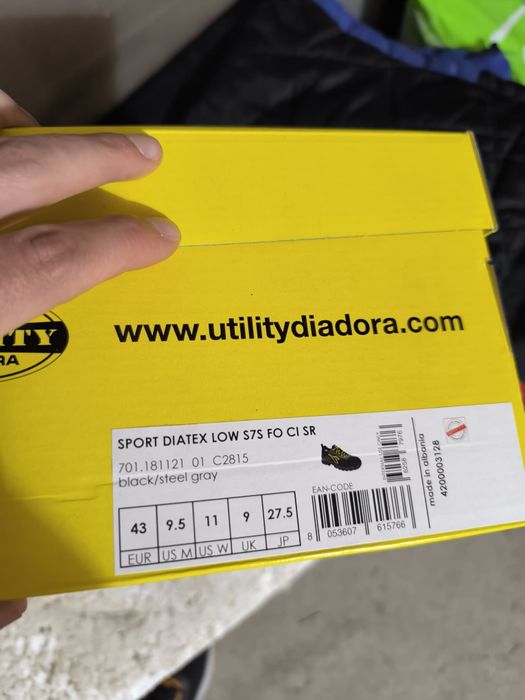 TY
RA
www.utilitydiadora.com
SPORT DIATEX LOW S7S FO CI SR
701.181121 01 C2815
black/steel gray
43 9.5 11 9 27.5
EUR US M US W UK JP
EAN-CODE
8 053607 615766
made in albania
4200003128